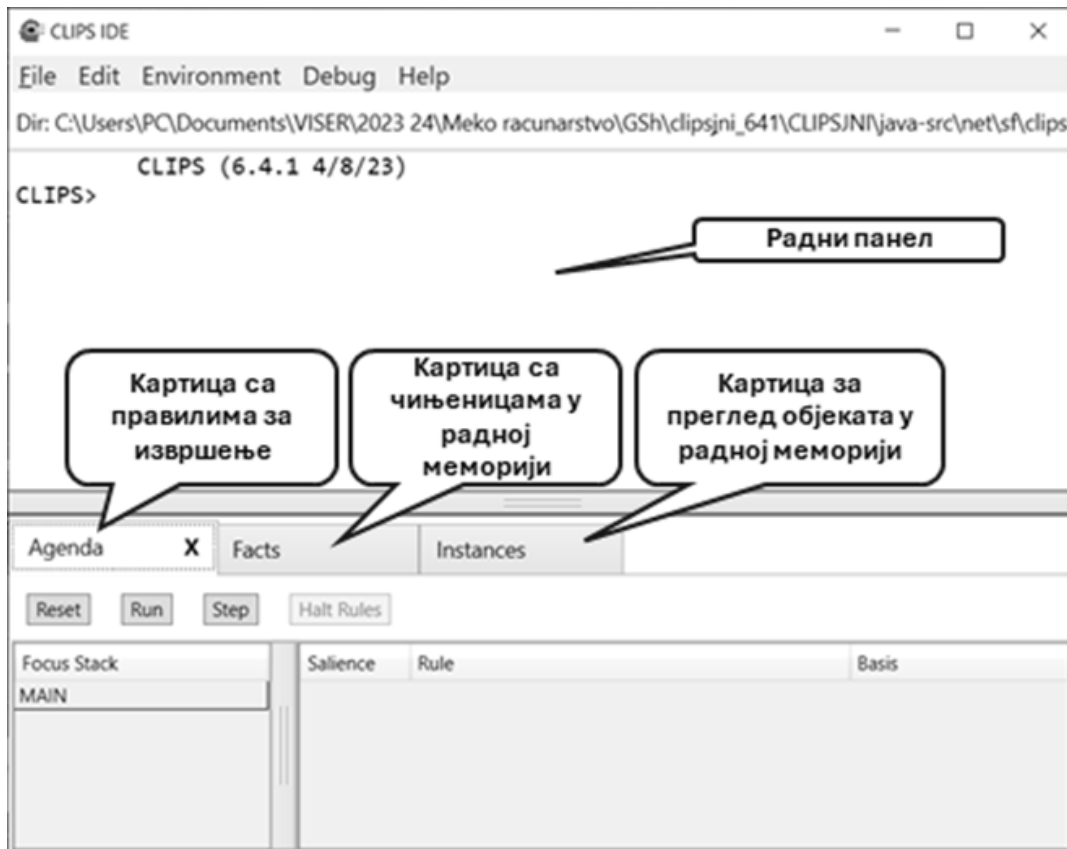 CLIPS IDE
File Edit Environment Debug Help
Dir: C:\Users\PC\Documents\VISER\2023 24\Meko racunarstvo\GSh\clipsjni_641\CLIPSJNI\java-src\net\sf\clips
CLIPS (6.4.1 4/8/23)
CLIPS>
Радни панел
Картица са
правилима за
извршење
Картица са
чињеницама у
радној
меморији
Картица за
преглед објеката у
радној меморији
Agenda X Facts Instances
Reset Run Step Halt Rules
Focus Stack Salience Rule Basis
MAIN